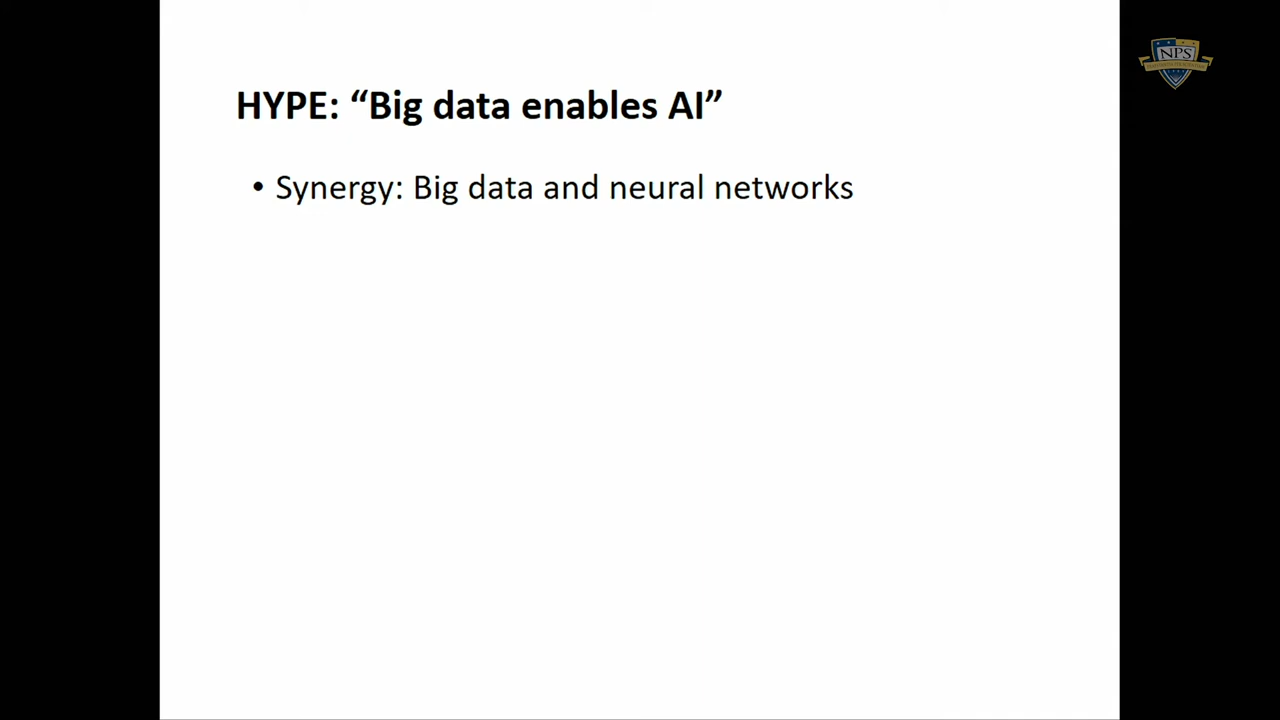 NPS
HYPE: “Big data enables AI”
• Synergy: Big data and neural networks